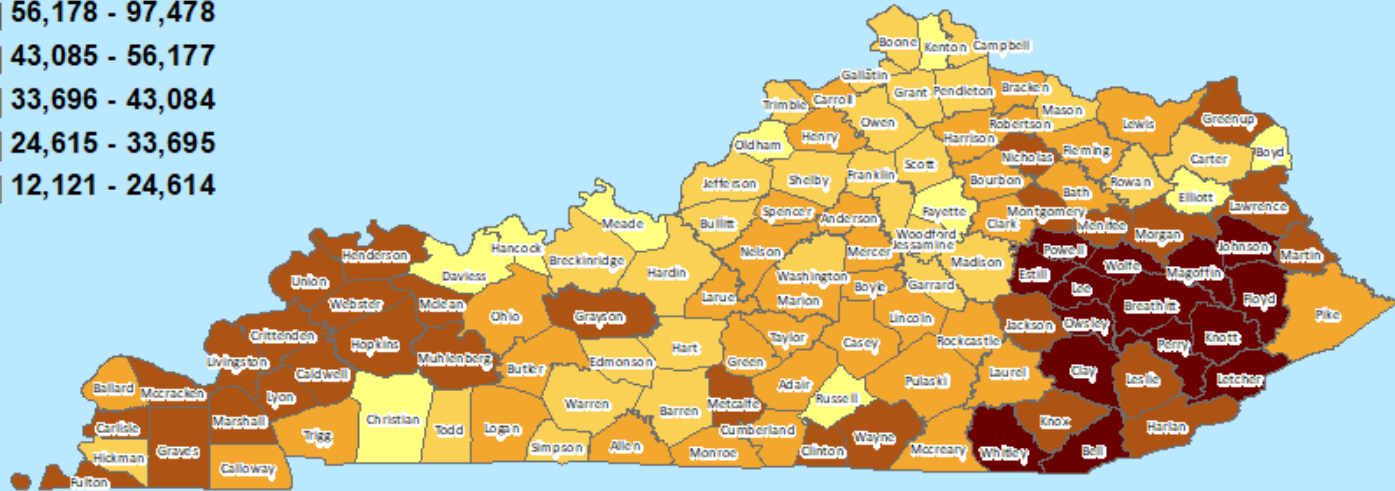 56,178 - 97,478
43,085 - 56,177
33,696 - 43,084
24,615 - 33,695
12,121 - 24,614
Boone
Kenton
Campbell
Gallatin
Grant
Pendleton
Bracken
Trimble
Carroll
Owen
Mason
Robertson
Lewis
Greenup
Oldham
Henry
Harrison
Nicholas
Fleming
Carter
Boyd
Scott
Jefferson
Shelby
Franklin
Bourbon
Bath
Rowan
Elliott
Lawrence
Spencer
Anderson
Fayette
Clark
Montgomery
Menifee
Morgan
Meade
Bullitt
Woodford
Jessamine
Powell
Johnson
Martin
Hancock
Henderson
Daviess
Breckinridge
Hardin
Nelson
Washington
Mercer
Madison
Estill
Wolfe
Magoffin
Union
Webster
Mclean
Ohio
Grayson
Larue
Marion
Boyle
Garrard
Lee
Breathitt
Floyd
Pike
Crittenden
Hopkins
Muhlenberg
Hart
Taylor
Lincoln
Casey
Rockcastle
Jackson
Owsley
Perry
Knott
Livingston
Caldwell
Butler
Edmonson
Green
Adair
Pulaski
Laurel
Clay
Leslie
Letcher
Ballard
Mccracken
Lyon
Warren
Barren
Metcalfe
Russell
Carlisle
Marshall
Christian
Todd
Logan
Trigg
Cumberland
Wayne
Knox
Harlan
Hickman
Graves
Calloway
Simpson
Allen
Monroe
Clinton
Mccreary
Whitley
Bell
Fulton